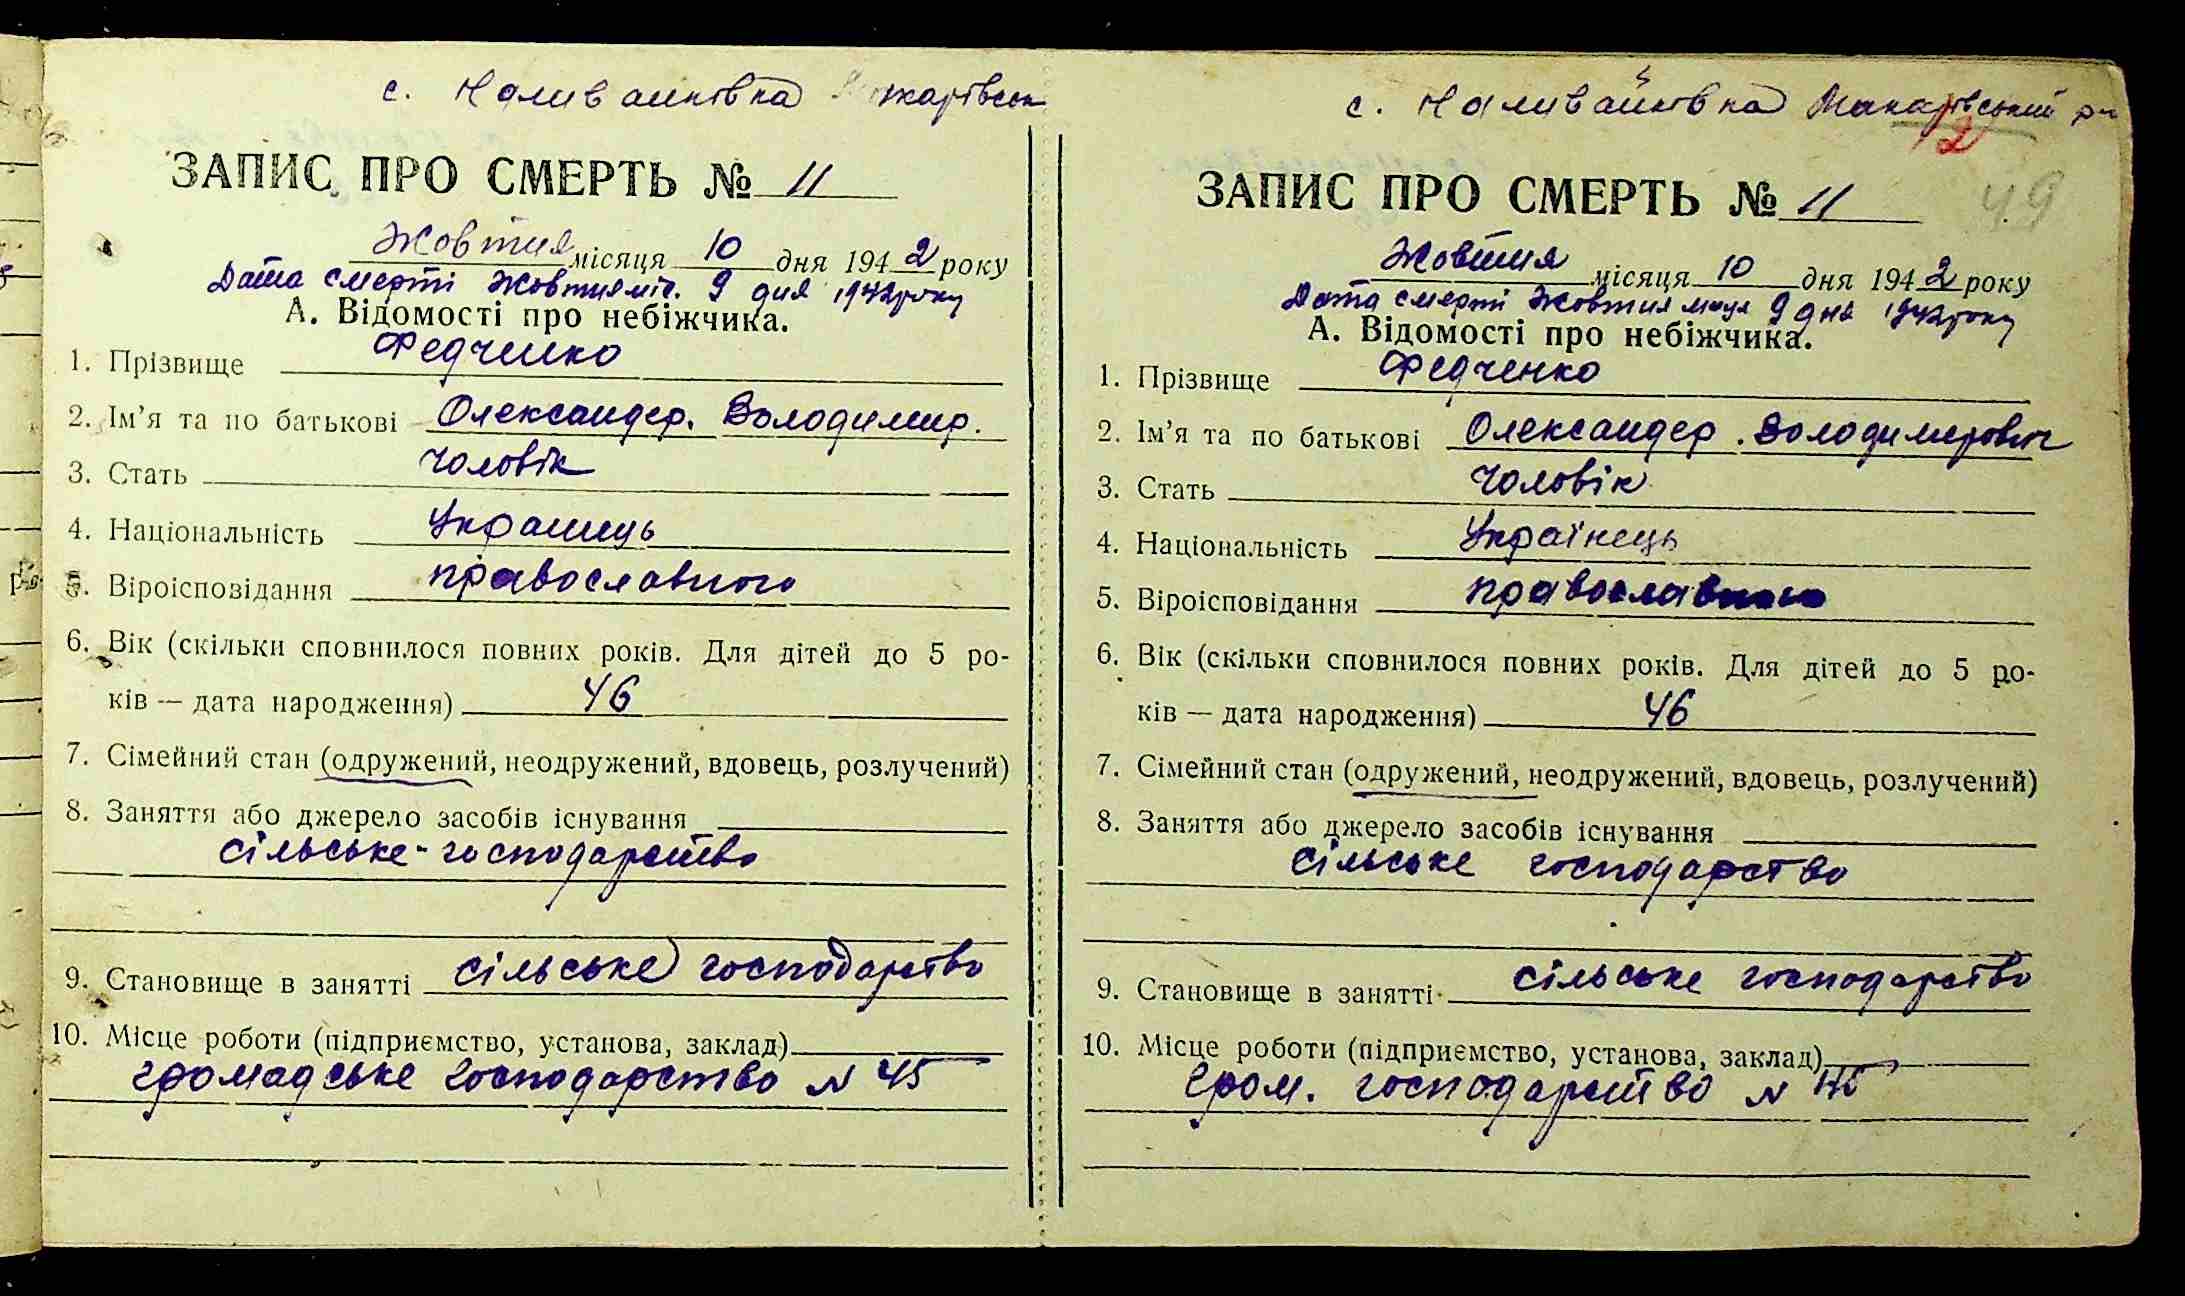 с. Наливайківка
ЗАПИС ПРО СМЕРТЬ № 11
Жовтня місяця 10 дня 1942 року
Дата смерті Жовтня міс. 9 дня 1942 року
А. Відомості про небіжчика.
1. Прізвище Федченко
2. Ім'я та по батькові Олександер. Володимир.
3. Стать чоловік
4. Національність Українець
5. Віроісповідання православного
6. Вік (скільки сповнилося повних років. Для дітей до 5 ро-
ків — дата народження) 46
7. Сімейний стан (одружений, неодружений, вдовець, розлучений)
8. Заняття або джерело засобів існування
сільське-господарство
9. Становище в занятті сільське господарство
10. Місце роботи (підприємство, установа, заклад)
громадське господарство N 45
с. Наливайківка Макарівський р-н
2
49
ЗАПИС ПРО СМЕРТЬ № 11
Жовтня місяця 10 дня 1942 року
Дата смерті Жовтня 9 дня 1942 року
А. Відомості про небіжчика.
1. Прізвище Федченко
2. Ім'я та по батькові Олександер. Володимирович
3. Стать чоловік
4. Національність Українець
5. Віроісповідання православного
6. Вік (скільки сповнилося повних років. Для дітей до 5 ро-
ків — дата народження) 46
7. Сімейний стан (одружений, неодружений, вдовець, розлучений)
8. Заняття або джерело засобів існування
сільське господарство
9. Становище в занятті сільське господарство
10. Місце роботи (підприємство, установа, заклад)
Гром. господарство N